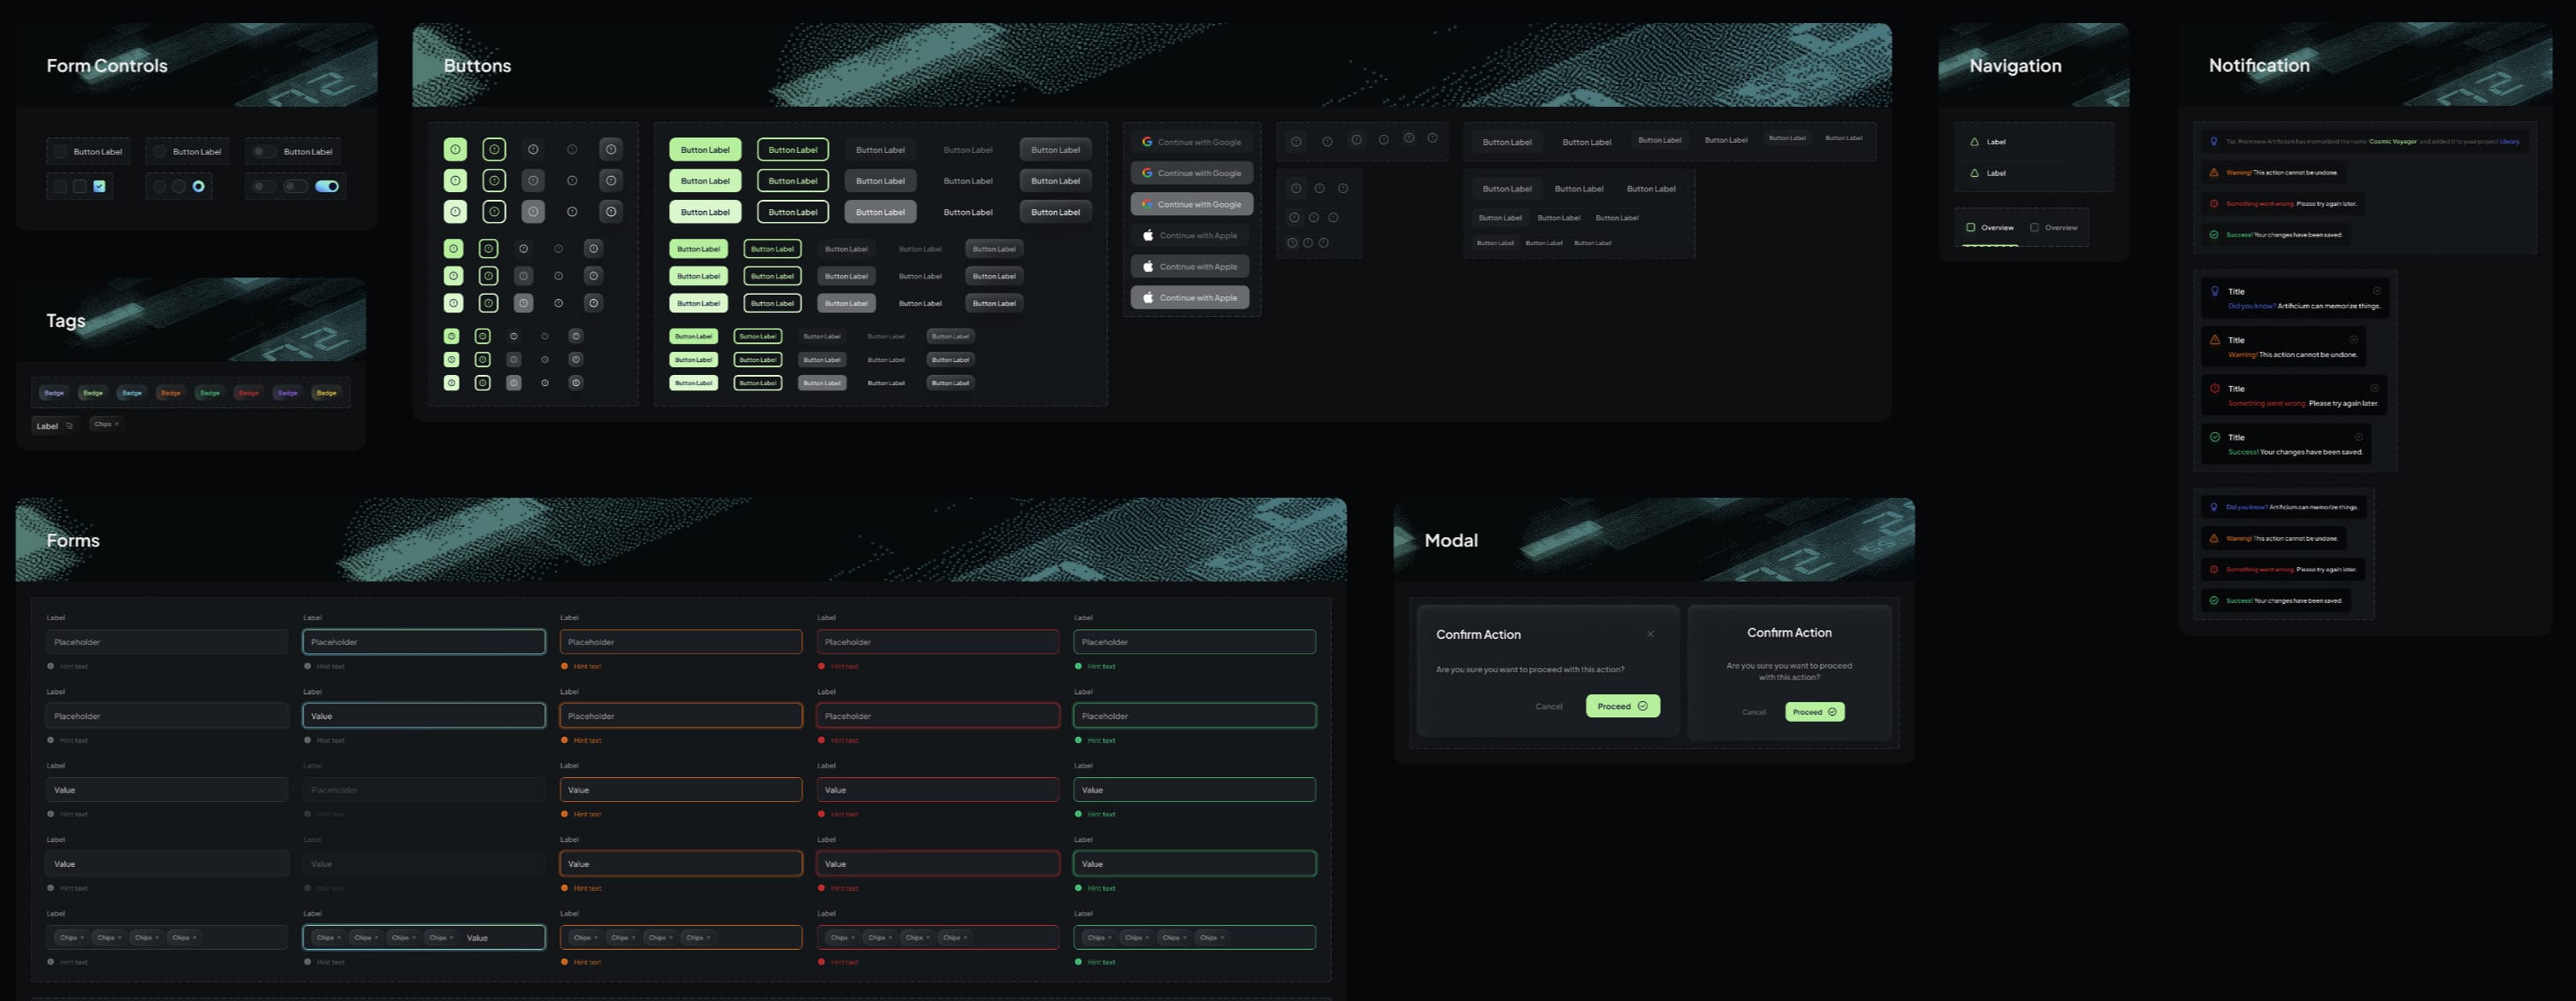 Form Controls
Button Label
Button Label
Button Label
Tags
Badge Badge Badge Badge Badge Badge Badge Badge
Label
Chips ×
Buttons
Button Label Button Label Button Label Button Label Button Label
Button Label Button Label Button Label Button Label Button Label
Button Label Button Label Button Label Button Label Button Label
Button Label Button Label Button Label Button Label Button Label
Button Label Button Label Button Label Button Label Button Label
Button Label Button Label Button Label Button Label Button Label
Button Label Button Label Button Label Button Label Button Label
Button Label Button Label Button Label Button Label Button Label
Button Label Button Label Button Label Button Label Button Label
Continue with Google
Continue with Google
Continue with Google
Continue with Apple
Continue with Apple
Continue with Apple
Button Label Button Label Button Label Button Label Button Label Button Label
Button Label Button Label Button Label
Button Label Button Label Button Label
Button Label Button Label Button Label
Navigation
Label
Label
Overview Overview
Notification
Tip: From now Artificium has memorized the name 'Cosmic Voyager' and added it to your project Library.
Warning! This action cannot be undone.
Something went wrong. Please try again later.
Success! Your changes have been saved.
Title
Did you know? Artificium can memorize things.
Title
Warning! This action cannot be undone.
Title
Something went wrong. Please try again later.
Title
Success! Your changes have been saved.
Did you know? Artificium can memorize things.
Warning! This action cannot be undone.
Something went wrong. Please try again later.
Success! Your changes have been saved.
Forms
Label Label Label Label Label
Placeholder Placeholder Placeholder Placeholder Placeholder
Hint text Hint text Hint text Hint text Hint text
Label Label Label Label Label
Placeholder Value Placeholder Placeholder Placeholder
Hint text Hint text Hint text Hint text Hint text
Label Label Label Label Label
Value Placeholder Value Value Value
Hint text Hint text Hint text Hint text Hint text
Label Label Label Label Label
Value Value Value Value Value
Hint text Hint text Hint text Hint text Hint text
Label Label Label Label Label
Chips × Chips × Chips × Chips × Chips × Chips × Chips × Chips × Value Chips × Chips × Chips × Chips × Chips × Chips × Chips × Chips × Chips × Chips × Chips × Chips ×
Hint text Hint text Hint text Hint text Hint text
Modal
Confirm Action
Are you sure you want to proceed with this action?
Cancel Proceed
Confirm Action
Are you sure you want to proceed
with this action?
Cancel Proceed